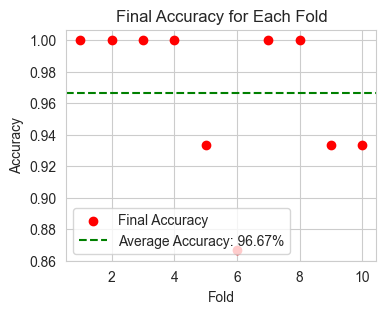 Final Accuracy for Each Fold
1.00
0.98
0.96
0.94
0.92
0.90
0.88
0.86
Accuracy
Final Accuracy
Average Accuracy: 96.67%
2 4 6 8 10
Fold